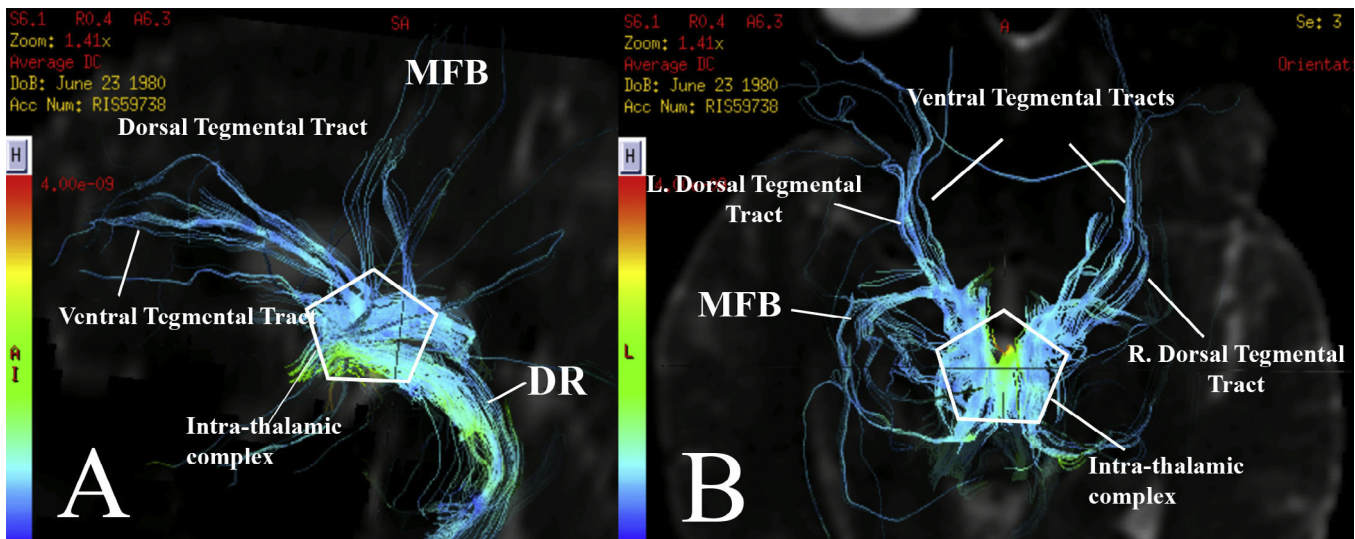 S6.1 R0.4 A6.3
SA
Zoom: 1.41x
Average DC
DoB: June 23 1980
Acc Num: RIS59738
MFB
Dorsal Tegmental Tract
H
4.00e-09
Ventral Tegmental Tract
A
I
DR
Intra-thalamic
complex
A
S6.1 R0.4 A6.3
A
Se: 3
Zoom: 1.41x
Average DC
Orientati
DoB: June 23 1980
Acc Num: RIS59738
Ventral Tegmental Tracts
H
L. Dorsal Tegmental
Tract
MFB
L
R. Dorsal Tegmental
Tract
Intra-thalamic
complex
B